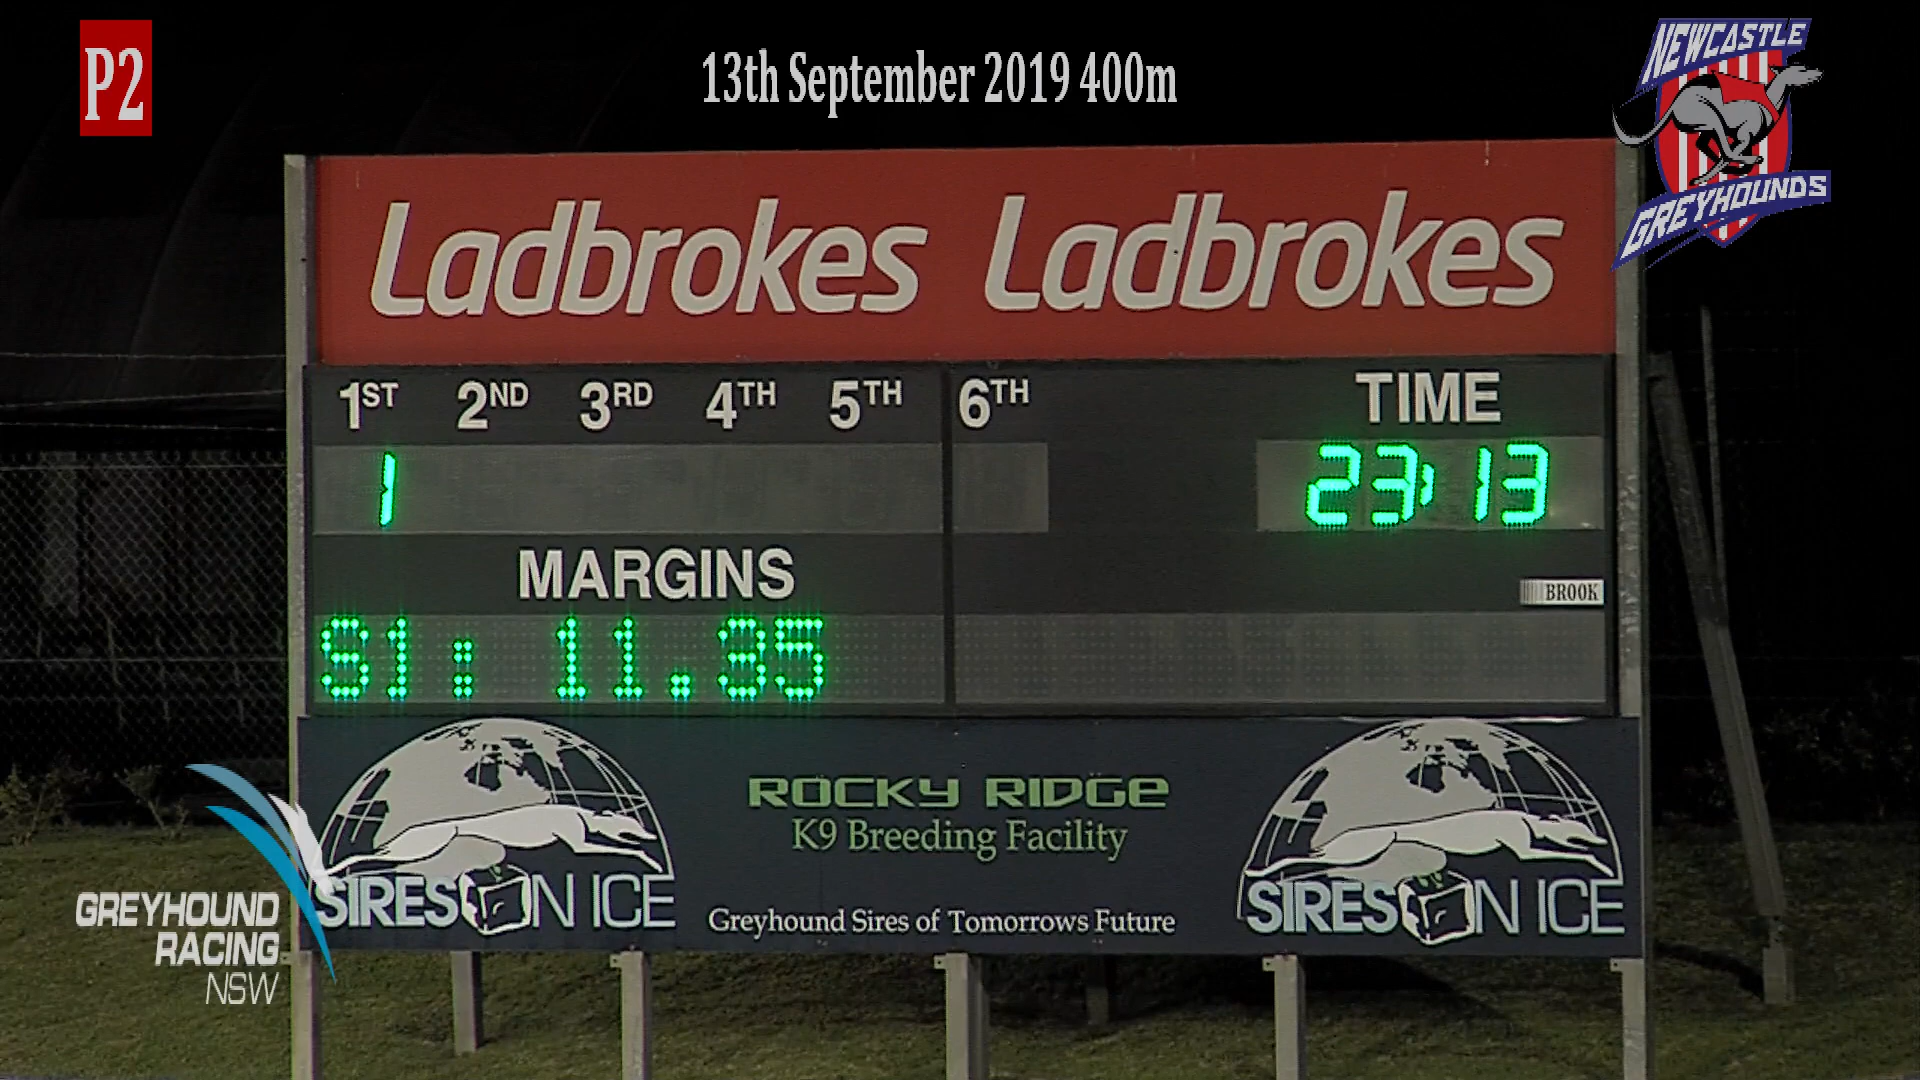 P2
13th September 2019 400m
NEWCASTLE
GREYHOUNDS
Ladbrokes Ladbrokes
1ST 2ND 3RD 4TH 5TH 6TH TIME
1 23:13
MARGINS
BROOK
S1: 11.35
ROCKY RIDGE
K9 Breeding Facility
SIRES ON ICE
Greyhound Sires of Tomorrows Future
SIRES ON ICE
GREYHOUND
RACING
NSW